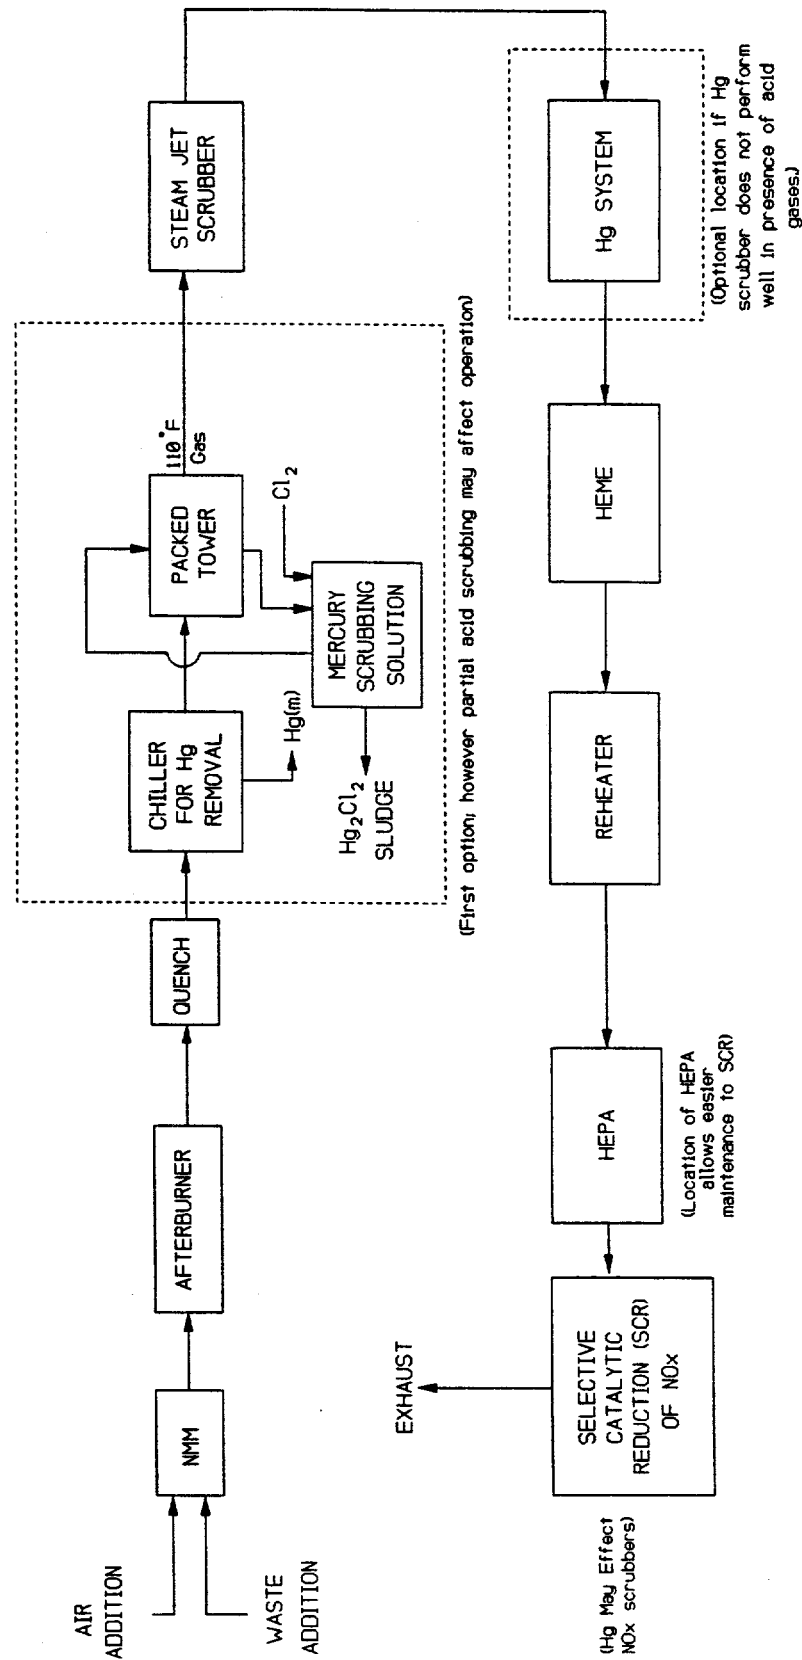 AIR
ADDITION
WASTE
ADDITION
NMM
AFTERBURNER
QUENCH
CHILLER
FOR Hg
REMOVAL
Hg(m)
PACKED
TOWER
110°F
Gas
Cl₂
MERCURY
SCRUBBING
SOLUTION
Hg₂Cl₂
SLUDGE
(First option; however partial acid scrubbing may affect operation)
STEAM JET
SCRUBBER
Hg SYSTEM
(Optional location if Hg
scrubber does not perform
well in presence of acid
gases.)
HEME
REHEATER
HEPA
(Location of HEPA
allows easier
maintenance to SCR)
SELECTIVE
CATALYTIC
REDUCTION (SCR)
OF NOx
EXHAUST
(Hg May Effect
NOx scrubbers)